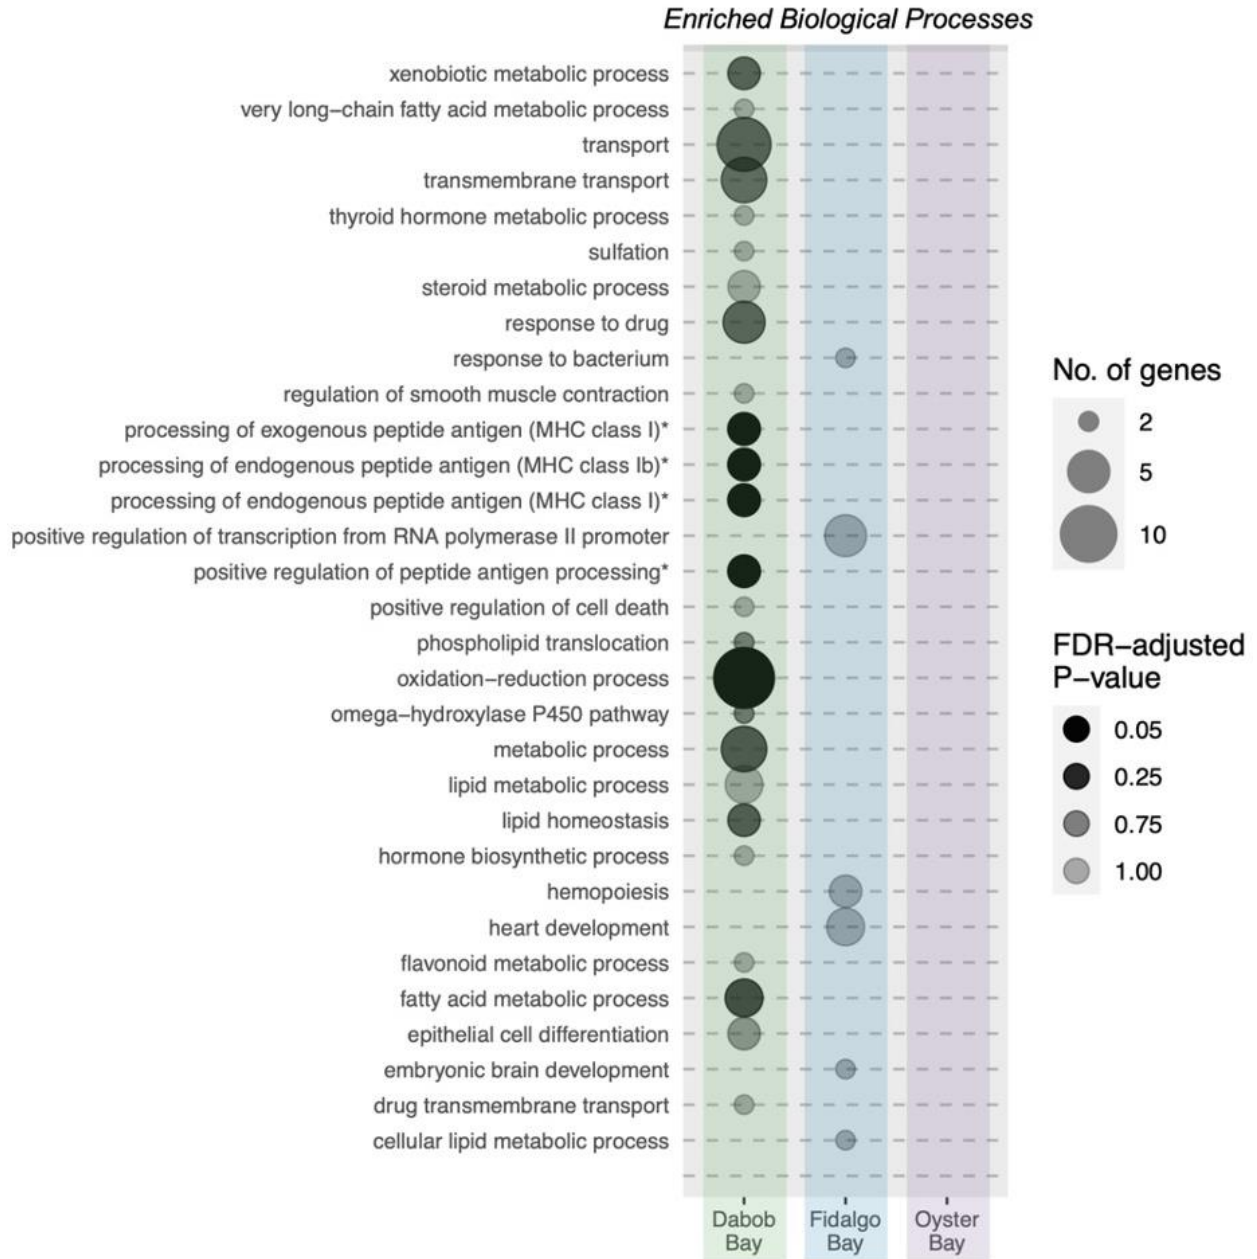 Enriched Biological Processes
xenobiotic metabolic process
very long−chain fatty acid metabolic process
transport
transmembrane transport
thyroid hormone metabolic process
sulfation
steroid metabolic process
response to drug
response to bacterium
regulation of smooth muscle contraction
processing of exogenous peptide antigen (MHC class I)*
processing of endogenous peptide antigen (MHC class Ib)*
processing of endogenous peptide antigen (MHC class I)*
positive regulation of transcription from RNA polymerase II promoter
positive regulation of peptide antigen processing*
positive regulation of cell death
phospholipid translocation
oxidation−reduction process
omega−hydroxylase P450 pathway
metabolic process
lipid metabolic process
lipid homeostasis
hormone biosynthetic process
hemopoiesis
heart development
flavonoid metabolic process
fatty acid metabolic process
epithelial cell differentiation
embryonic brain development
drug transmembrane transport
cellular lipid metabolic process
Dabob
Bay
Fidalgo
Bay
Oyster
Bay
No. of genes
2
5
10
FDR−adjusted
P−value
0.05
0.25
0.75
1.00